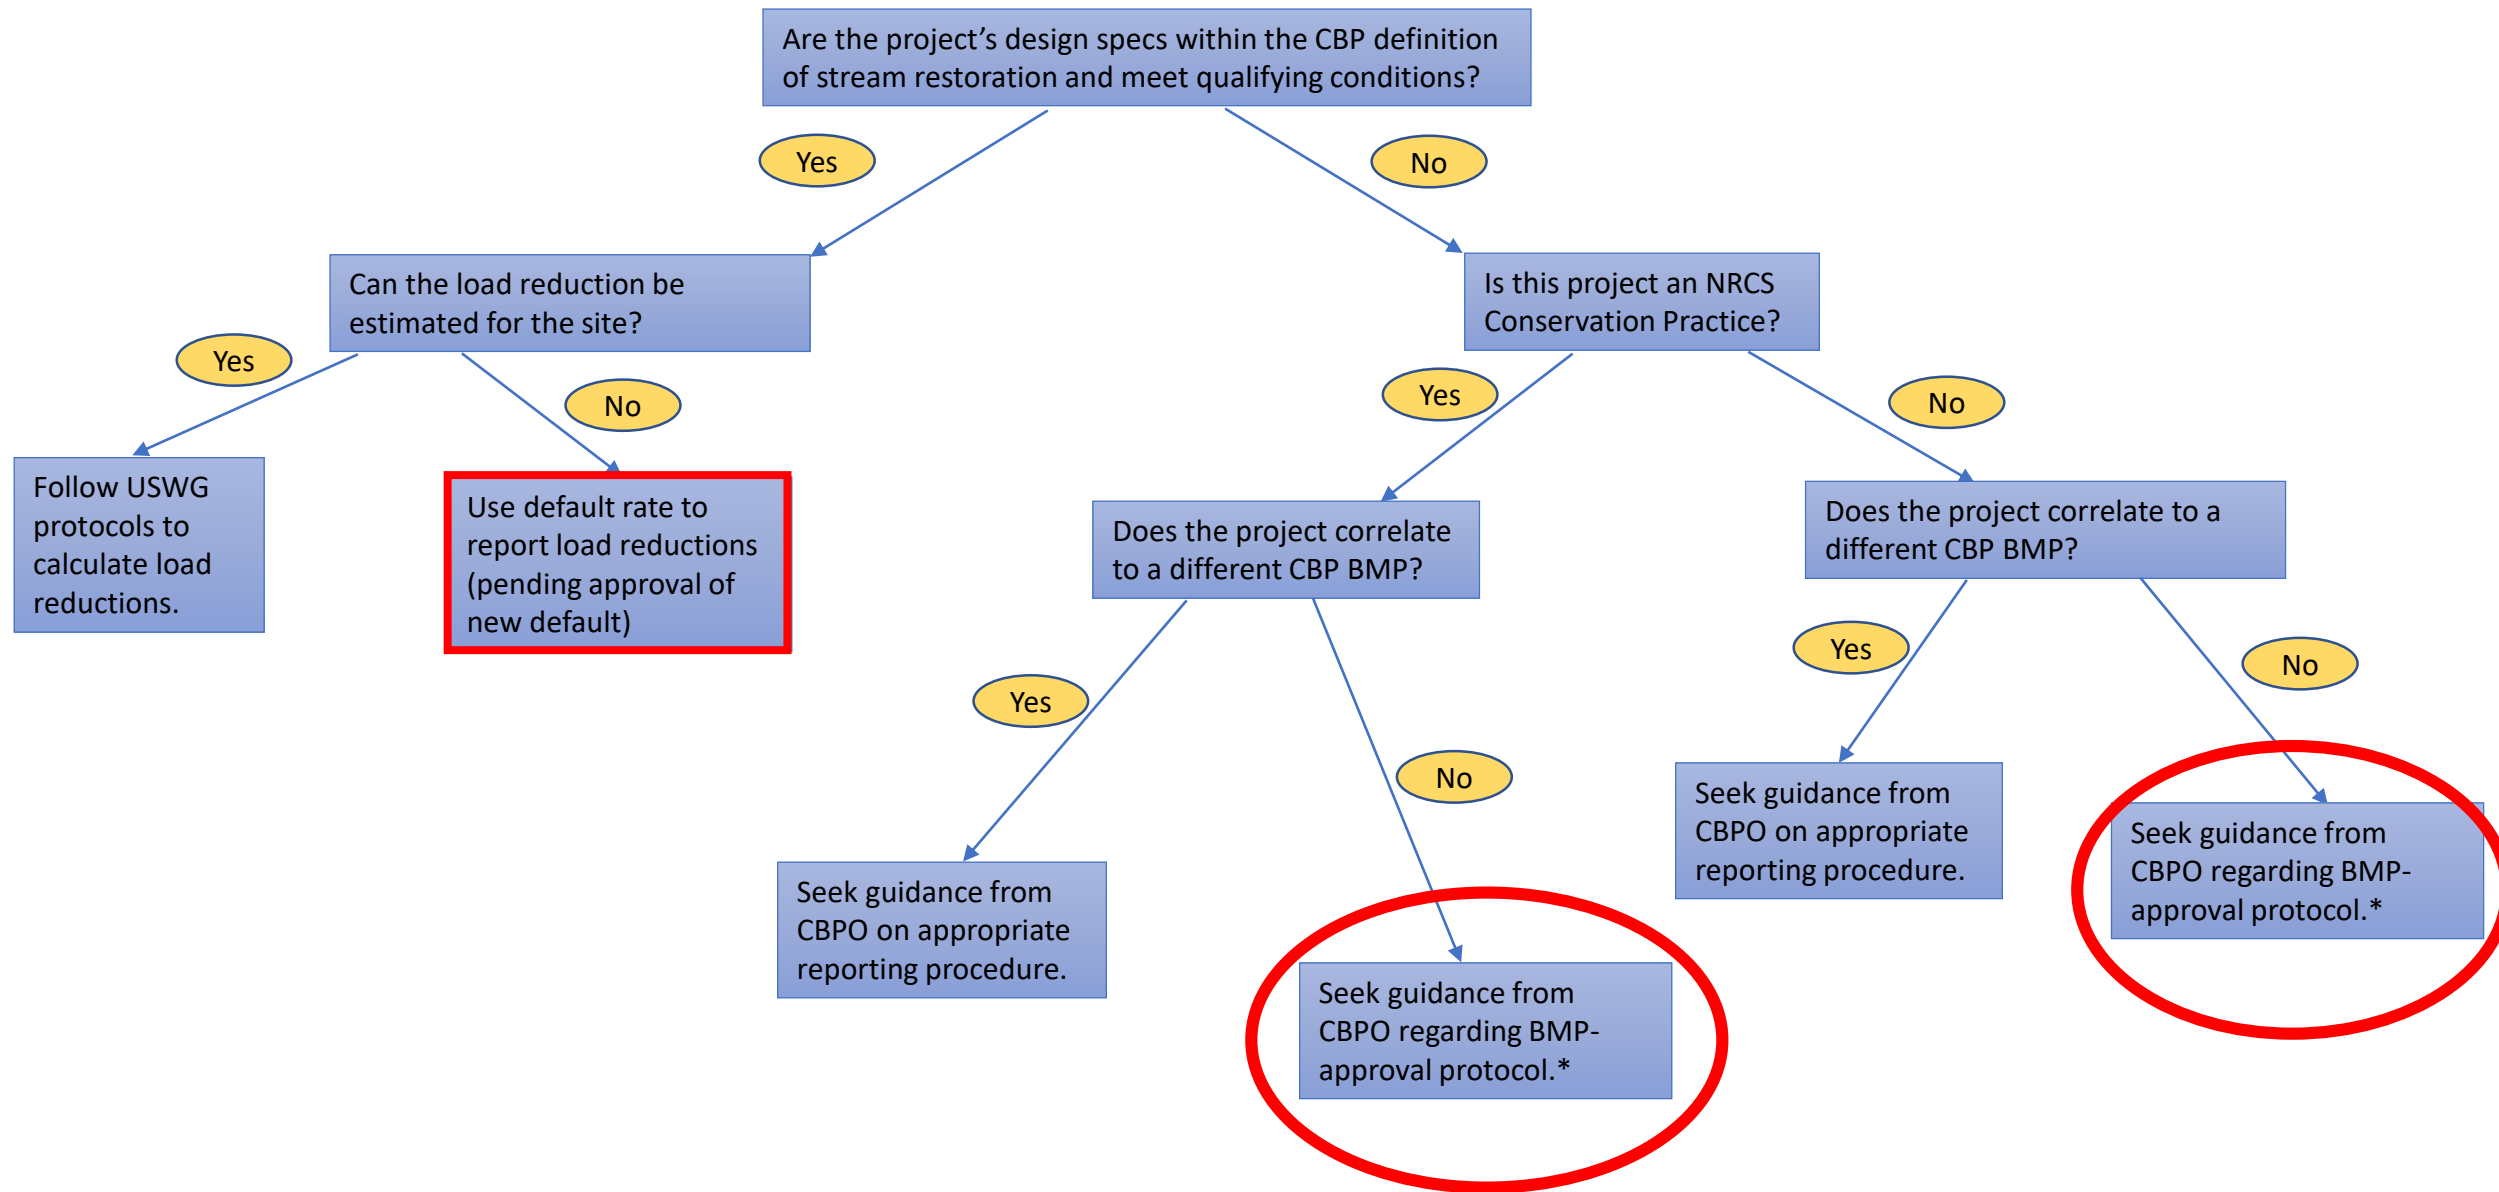 Are the project’s design specs within the CBP definition
of stream restoration and meet qualifying conditions?
Yes
No
Can the load reduction be
estimated for the site?
Is this project an NRCS
Conservation Practice?
Yes
No
Yes
No
Follow USWG
protocols to
calculate load
reductions.
Use default rate to
report load reductions
(pending approval of
new default)
Does the project correlate
to a different CBP BMP?
Does the project correlate to a
different CBP BMP?
Yes
No
Yes
No
Seek guidance from
CBPO on appropriate
reporting procedure.
Seek guidance from
CBPO regarding BMP-
approval protocol.*
Seek guidance from
CBPO on appropriate
reporting procedure.
Seek guidance from
CBPO regarding BMP-
approval protocol.*